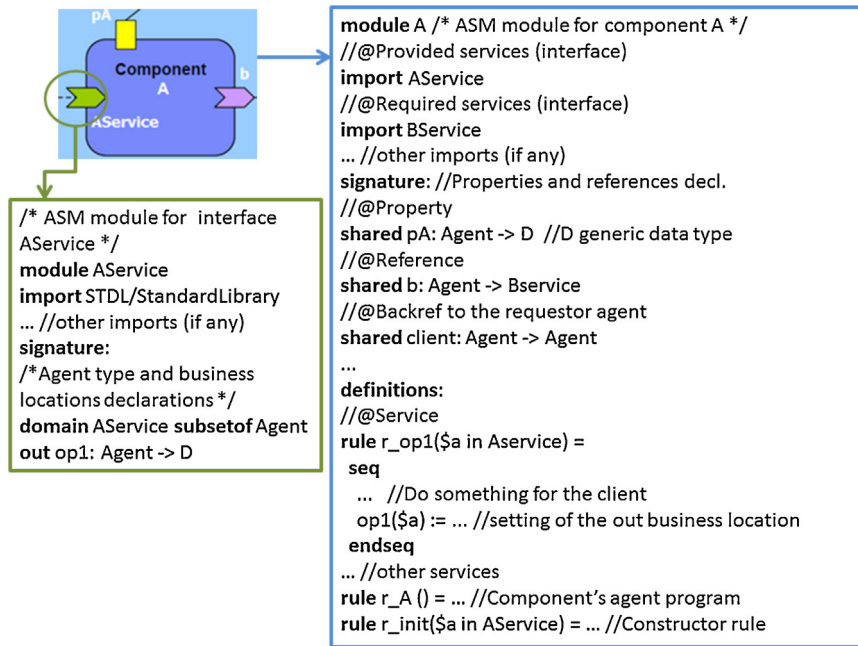 pA
Component
A
b
AService
/* ASM module for interface
AService */
module AService
import STDL/StandardLibrary
... //other imports (if any)
signature:
/*Agent type and business
locations declarations */
domain AService subsetof Agent
out op1: Agent -> D
module A /* ASM module for component A */
//@Provided services (interface)
import AService
//@Required services (interface)
import BService
... //other imports (if any)
signature: //Properties and references decl.
//@Property
shared pA: Agent -> D //D generic data type
//@Reference
shared b: Agent -> Bservice
//@Backref to the requestor agent
shared client: Agent -> Agent
...
definitions:
//@Service
rule r_op1($a in Aservice) =
seq
... //Do something for the client
op1($a) := ... //setting of the out business location
endseq
... //other services
rule r_A () = ... //Component's agent program
rule r_init($a in AService) = ... //Constructor rule